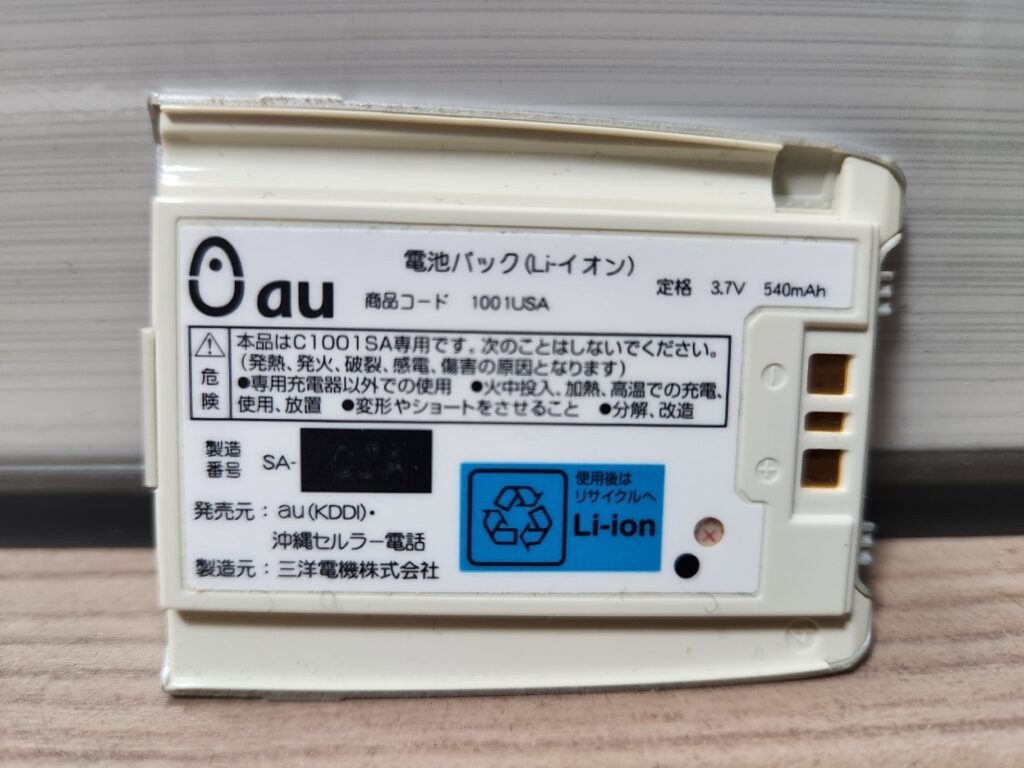 au
電池パック(Li-イオン)
商品コード 1001USA
定格 3.7V 540mAh
危険
本品はC1001SA専用です。次のことはしないでください。
(発熱、発火、破裂、感電、傷害の原因となります)
●専用充電器以外での使用 ●火中投入、加熱、高温での充電、
使用、放置 ●変形やショートをさせること ●分解、改造
製造
番号 SA-
使用後は
リサイクルへ
Li-ion
発売元：au(KDDI)・
沖縄セルラー電話
製造元：三洋電機株式会社